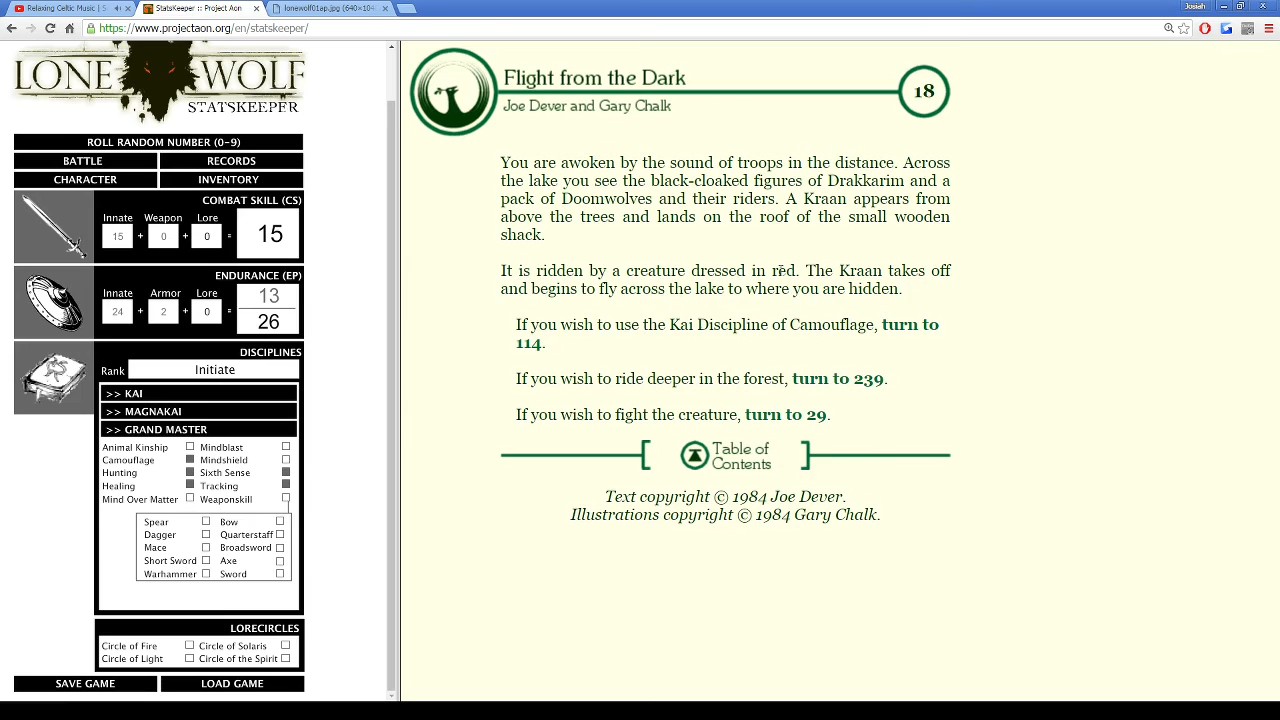 Relaxing Celtic Music | S
StatsKeeper :: Project Aon
lonewolf01ap.jpg (640×104
Josiah
https://www.projectaon.org/en/statskeeper/
LONE WOLF
STATSKEEPER
ROLL RANDOM NUMBER (0-9)
BATTLE RECORDS
CHARACTER INVENTORY
COMBAT SKILL (CS)
Innate Weapon Lore
15 + 0 + 0 = 15
ENDURANCE (EP)
Innate Armor Lore 13
24 + 2 + 0 = 26
DISCIPLINES
Rank Initiate
>> KAI
>> MAGNAKAI
>> GRAND MASTER
Animal Kinship Mindblast
Camouflage Mindshield
Hunting Sixth Sense
Healing Tracking
Mind Over Matter Weaponskill
Spear Bow
Dagger Quarterstaff
Mace Broadsword
Short Sword Axe
Warhammer Sword
LORECIRCLES
Circle of Fire Circle of Solaris
Circle of Light Circle of the Spirit
SAVE GAME LOAD GAME
Flight from the Dark
Joe Dever and Gary Chalk
18
You are awoken by the sound of troops in the distance. Across
the lake you see the black-cloaked figures of Drakkarim and a
pack of Doomwolves and their riders. A Kraan appears from
above the trees and lands on the roof of the small wooden
shack.
It is ridden by a creature dressed in red. The Kraan takes off
and begins to fly across the lake to where you are hidden.
If you wish to use the Kai Discipline of Camouflage, turn to
114.
If you wish to ride deeper in the forest, turn to 239.
If you wish to fight the creature, turn to 29.
Table of
Contents
Text copyright © 1984 Joe Dever.
Illustrations copyright © 1984 Gary Chalk.